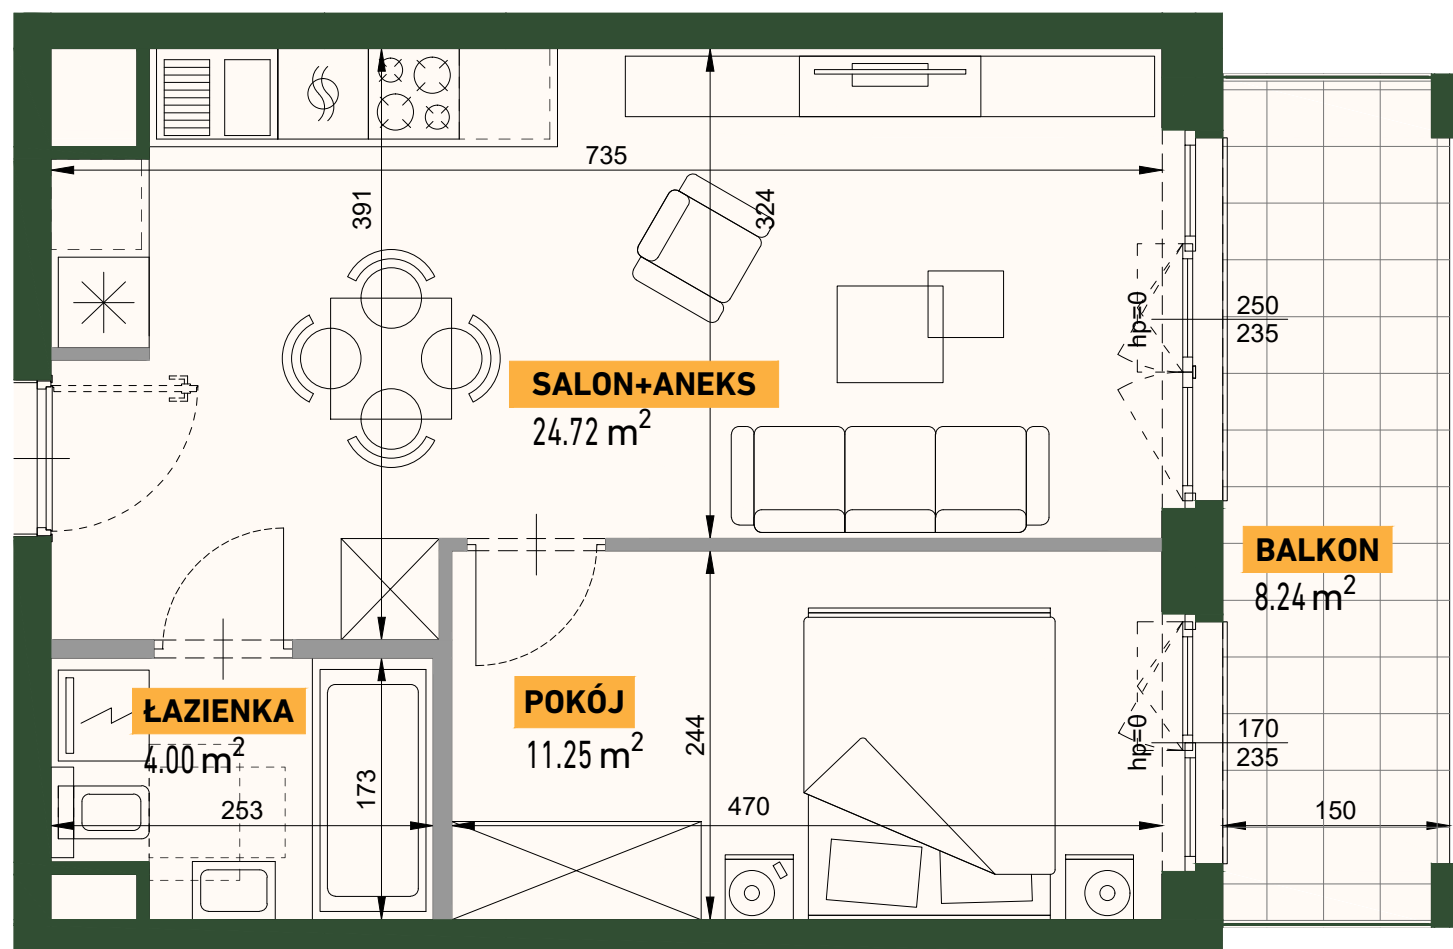 735
391
324
hp=0
250
235
SALON+ANEKS
24.72 m²
BALKON
8.24 m²
ŁAZIENKA
4.00 m²
POKÓJ
11.25 m²
244
hp=0
170
235
173
253
470
150